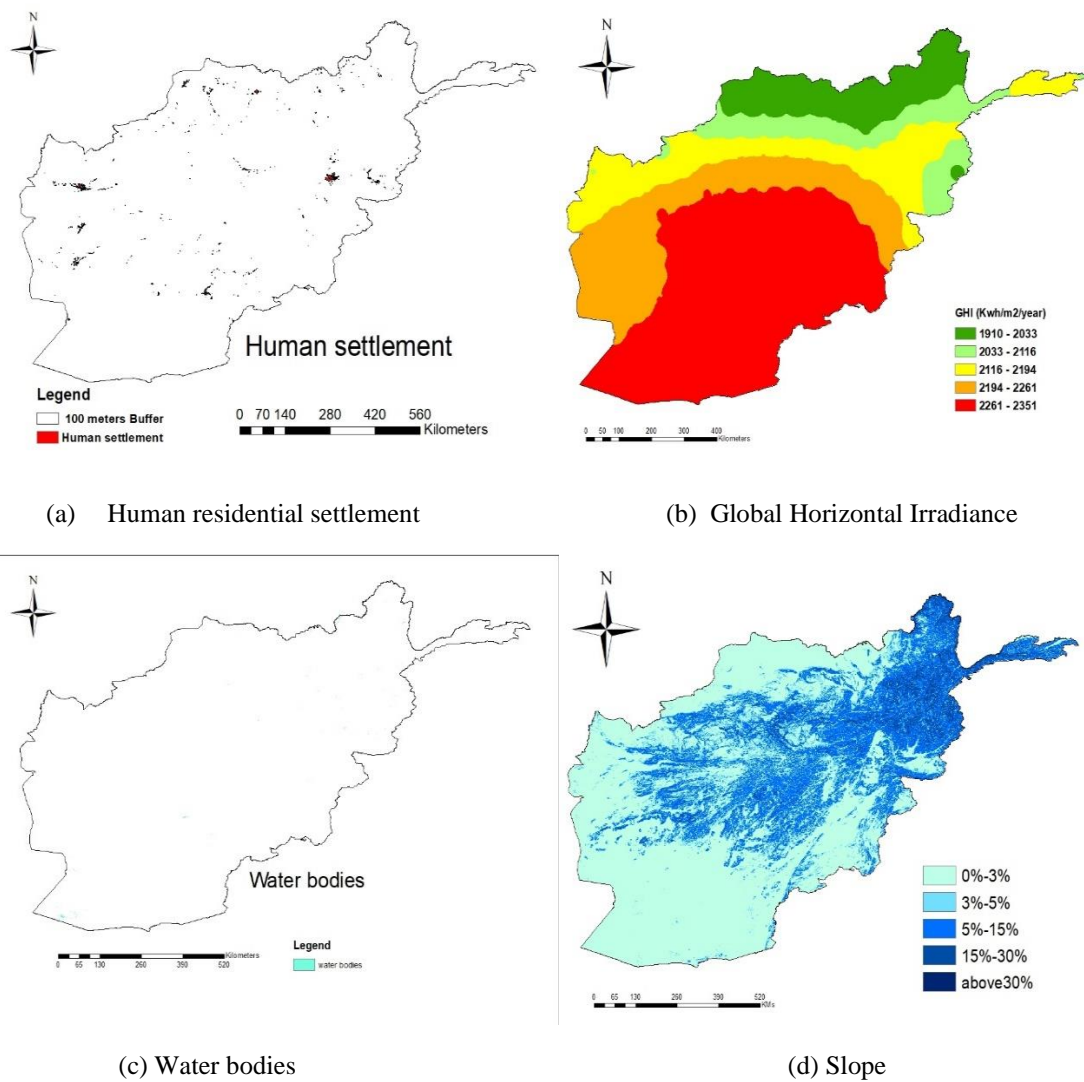 N
Human settlement
Legend
100 meters Buffer
Human settlement
0 70 140 280 420 560
Kilometers
(a) Human residential settlement
N
GHI (Kwh/m2/year)
1910 - 2033
2033 - 2116
2116 - 2194
2194 - 2261
2261 - 2351
0 50 100 200 300 400
Kilometers
(b) Global Horizontal Irradiance
N
Water bodies
Kilometers
0 65 130 260 390 520
Legend
water bodies
(c) Water bodies
N
0%-3%
3%-5%
5%-15%
15%-30%
above30%
0 65 130 260 390 520
KMs
(d) Slope